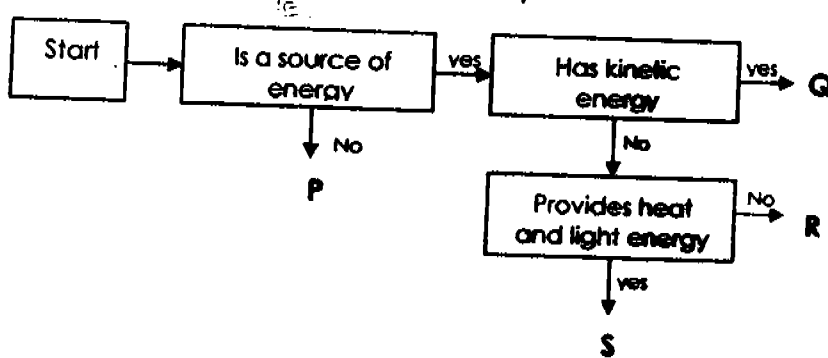 Start
Is a source of
energy
yes
Has kinetic
energy
yes
Q
No
P
No
Provides heat
and light energy
No
R
yes
S